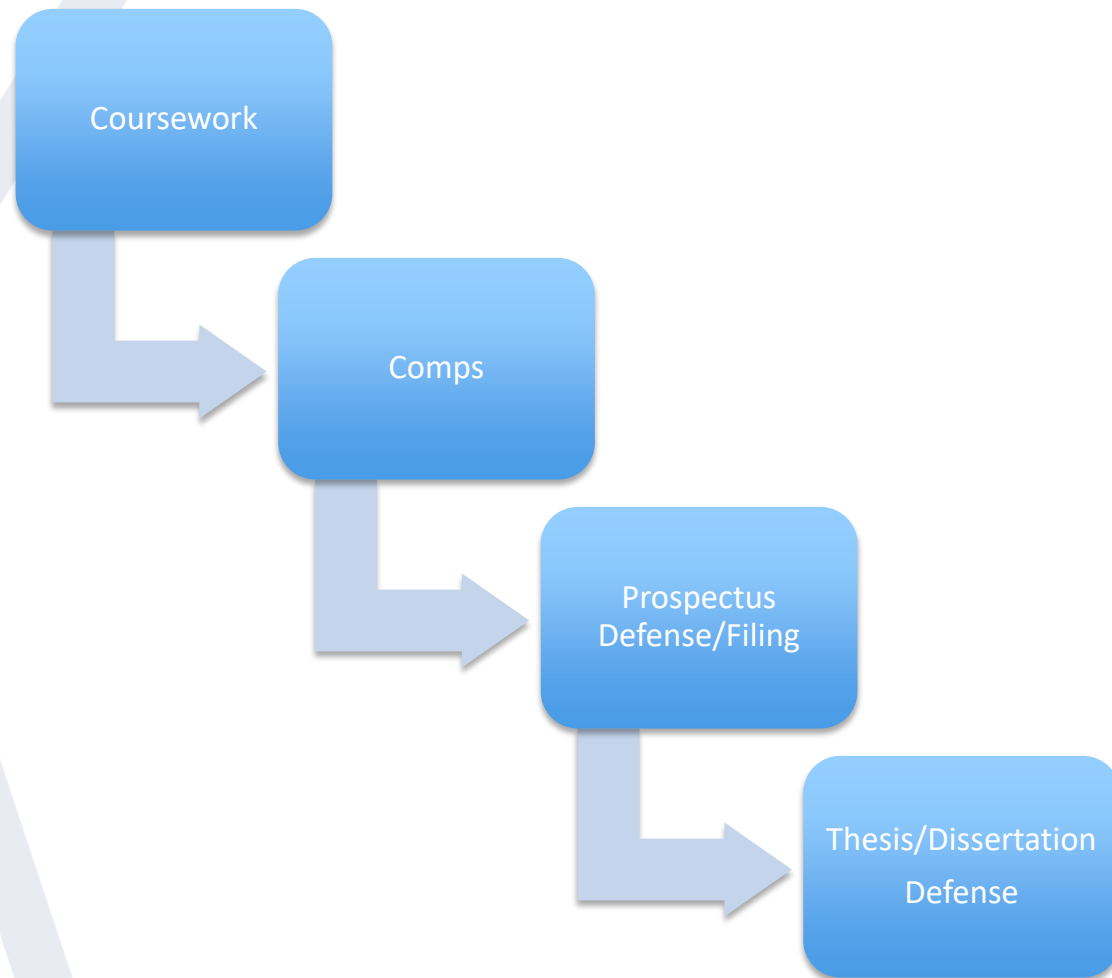 Coursework
Comps
Prospectus
Defense/Filing
Thesis/Dissertation
Defense